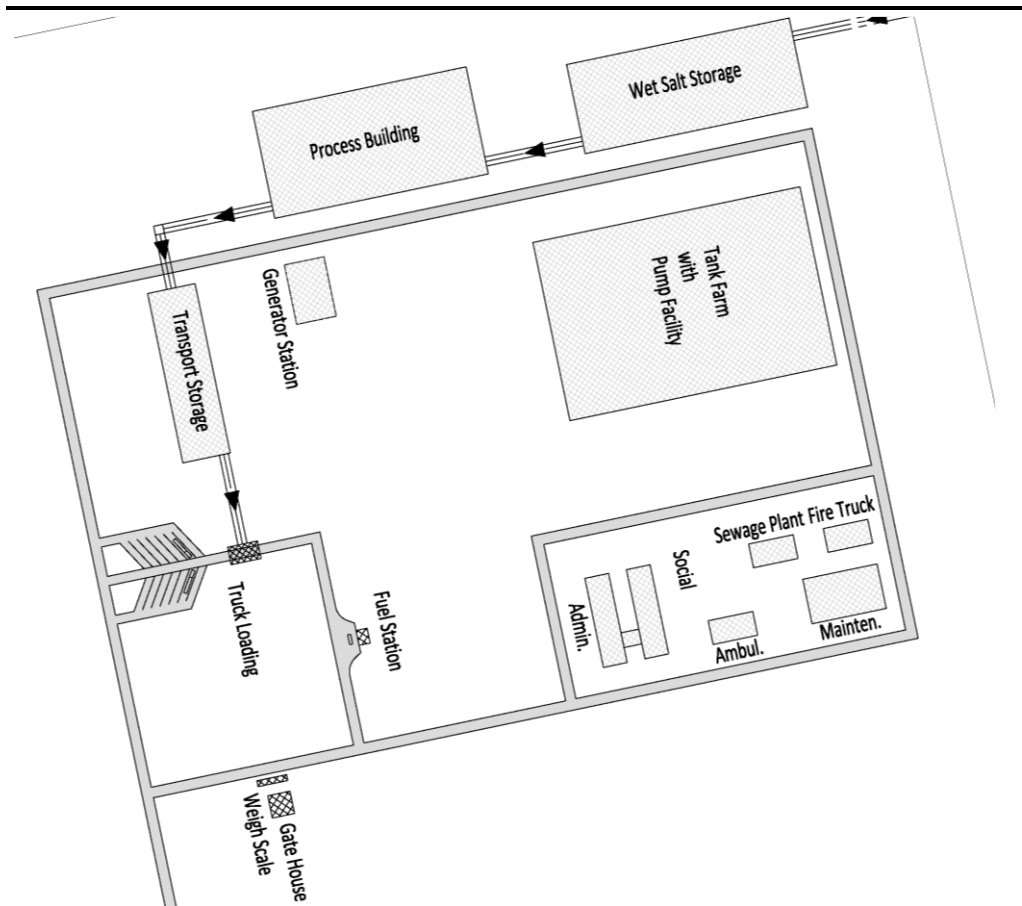 Wet Salt Storage
Process Building
Tank Farm
with
Pump Facility
Generator Station
Transport Storage
Sewage Plant
Fire Truck
Social
Admin.
Ambul.
Mainten.
Truck Loading
Fuel Station
Weigh Scale
Gate House